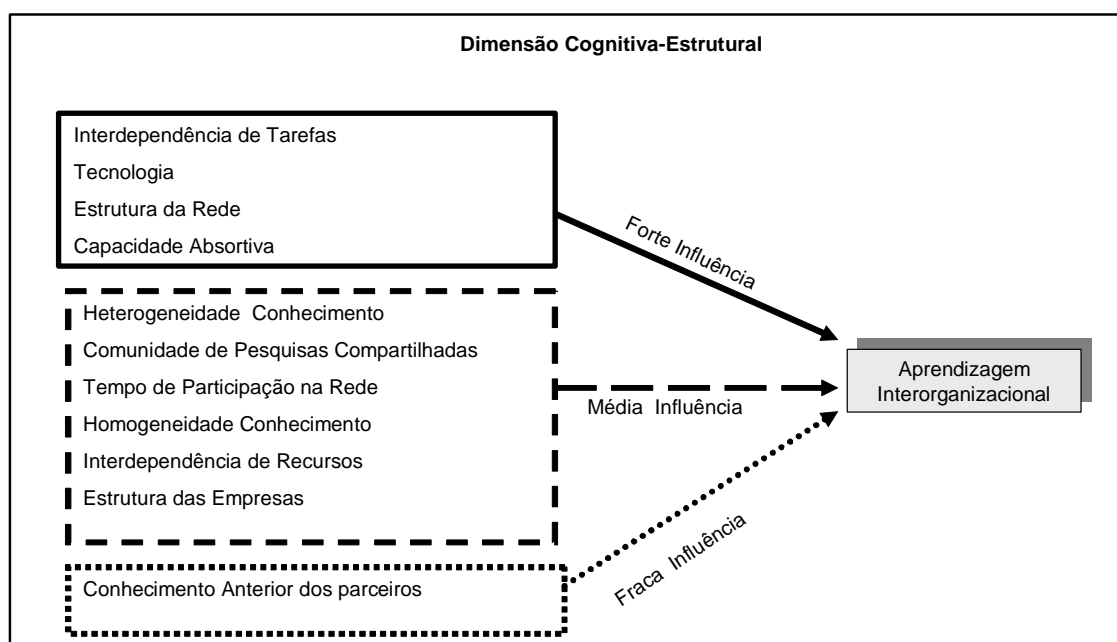 Dimensão Cognitiva-Estrutural
Interdependência de Tarefas
Tecnologia
Estrutura da Rede
Capacidade Absortiva
Forte Influência
Heterogeneidade Conhecimento
Comunidade de Pesquisas Compartilhadas
Tempo de Participação na Rede
Homogeneidade Conhecimento
Interdependência de Recursos
Estrutura das Empresas
Média Influência
Aprendizagem
Interorganizacional
Conhecimento Anterior dos parceiros
Fraca Influência